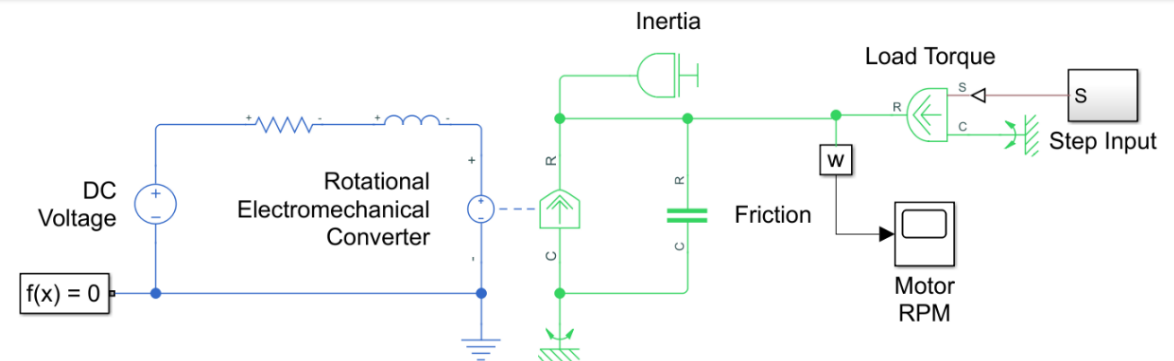 Inertia
Load Torque
S
R
C
S
Step Input
+
-
+
-
+
R
W
DC
Voltage
+
−
Rotational
Electromechanical
Converter
+
−
R
Friction
C
C
-
f(x) = 0
Motor
RPM